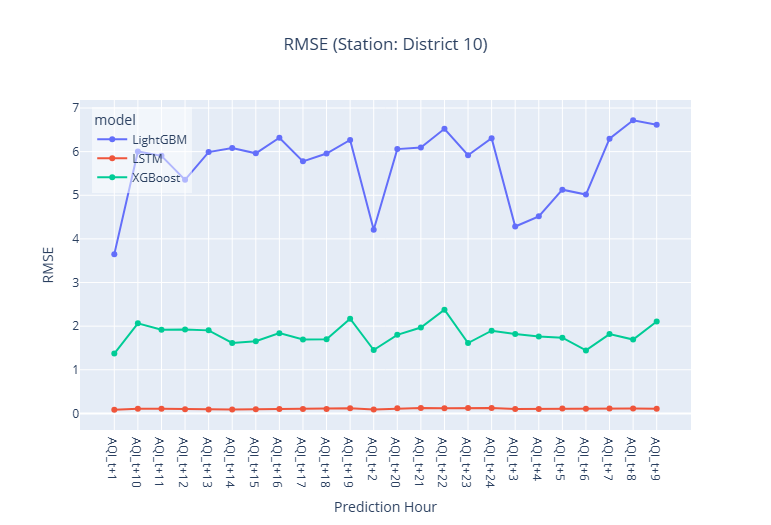 RMSE (Station: District 10)
model
LightGBM
LSTM
XGBoost
RMSE
7
6
5
4
3
2
1
0
AQI_t+1
AQI_t+10
AQI_t+11
AQI_t+12
AQI_t+13
AQI_t+14
AQI_t+15
AQI_t+16
AQI_t+17
AQI_t+18
AQI_t+19
AQI_t+2
AQI_t+20
AQI_t+21
AQI_t+22
AQI_t+23
AQI_t+24
AQI_t+3
AQI_t+4
AQI_t+5
AQI_t+6
AQI_t+7
AQI_t+8
AQI_t+9
Prediction Hour